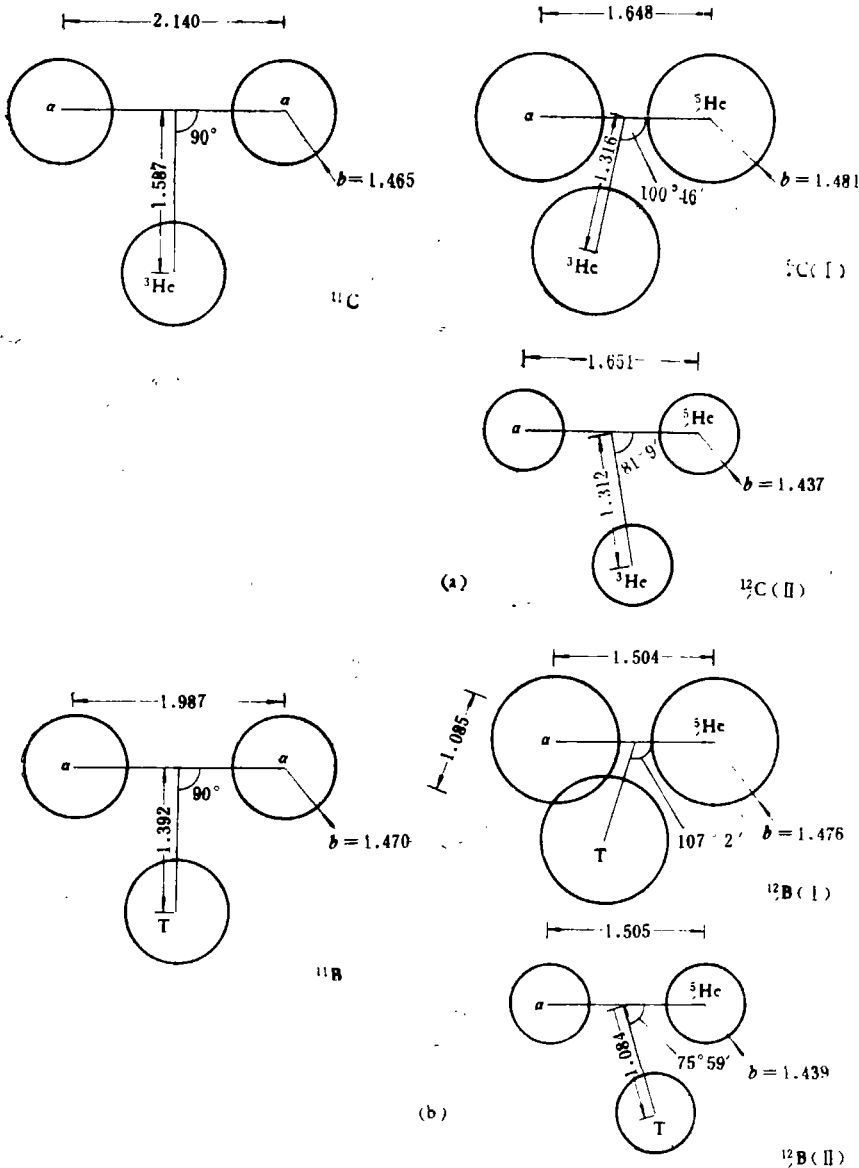 2.140
α
α
90°
1.587
b=1.465
³He
¹¹C
1.648
α
⁵He
1.316
100°46′
b=1.481
³He
C(Ⅰ)
1.651
α
⁵He
81°9′
1.312
b=1.437
³He
(a)
¹²C(Ⅱ)
1.987
α
α
90°
1.392
b=1.470
T
¹¹B
1.504
1.085
α
⁵He
107°2′
b=1.476
T
¹²B(Ⅰ)
1.505
α
⁵He
1.084
75°59′
b=1.439
T
(b)
¹²B(Ⅱ)